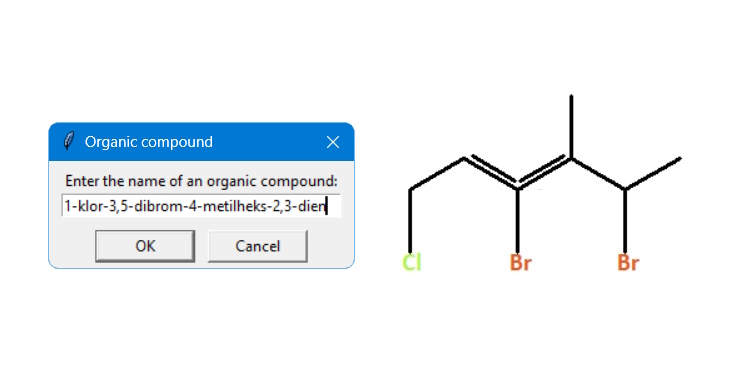 Organic compound
Enter the name of an organic compound:
1-klor-3,5-dibrom-4-metilheks-2,3-dien
OK
Cancel
Cl
Br
Br